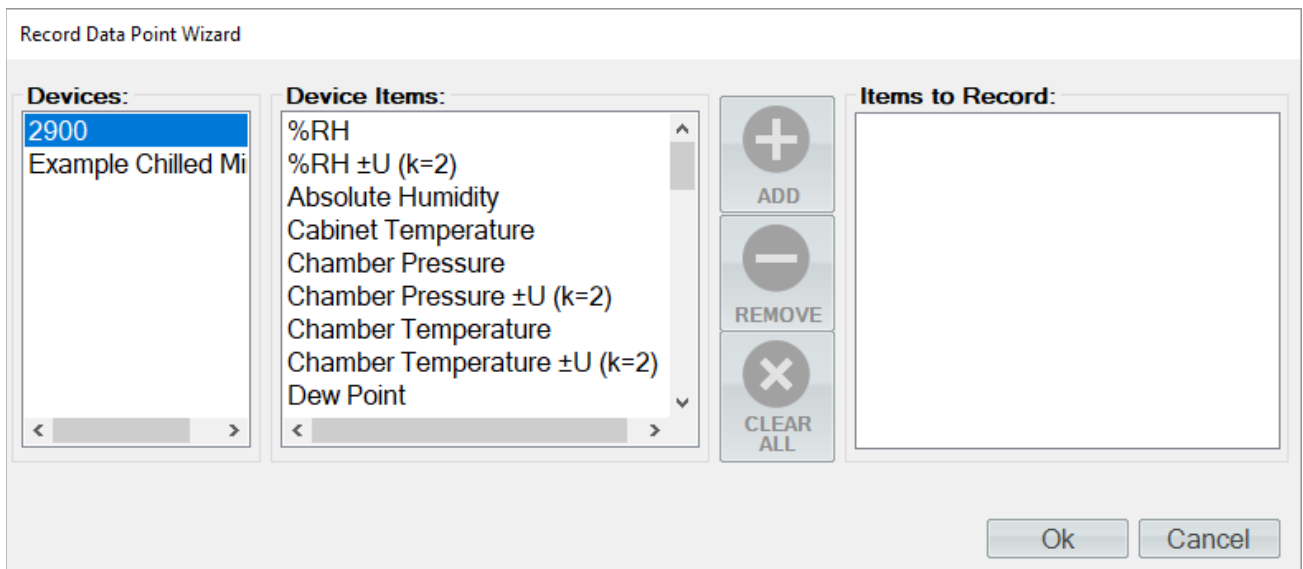 Record Data Point Wizard
Devices:
2900
Example Chilled Mi
Device Items:
%RH
%RH ±U (k=2)
Absolute Humidity
Cabinet Temperature
Chamber Pressure
Chamber Pressure ±U (k=2)
Chamber Temperature
Chamber Temperature ±U (k=2)
Dew Point
ADD
REMOVE
CLEAR
ALL
Items to Record:
Ok
Cancel